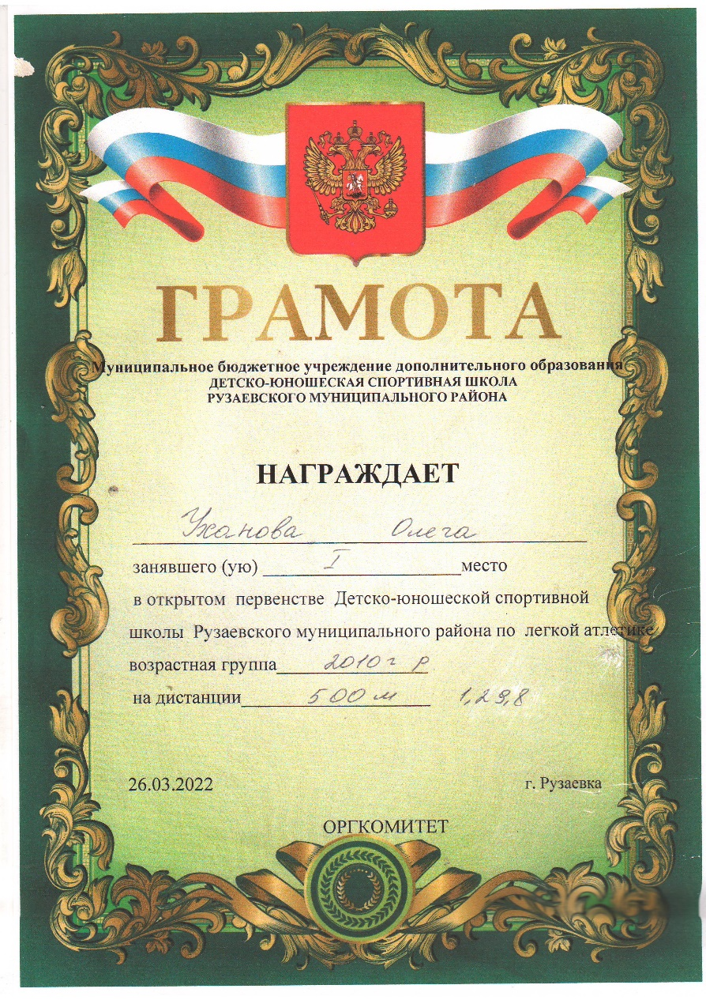 ГРАМОТА
Муниципальное бюджетное учреждение дополнительного образования
ДЕТСКО-ЮНОШЕСКАЯ СПОРТИВНАЯ ШКОЛА
РУЗАЕВСКОГО МУНИЦИПАЛЬНОГО РАЙОНА
НАГРАЖДАЕТ
Уханова Олега
занявшего (ую) I место
в открытом первенстве Детско-юношеской спортивной
школы Рузаевского муниципального района по легкой атлетике
возрастная группа 2010 г р
на дистанции 500 м 1,29,8
26.03.2022 г. Рузаевка
ОРГКОМИТЕТ